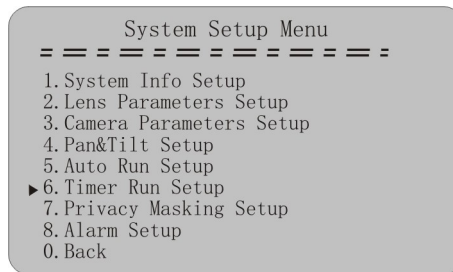 System Setup Menu
1. System Info Setup
2. Lens Parameters Setup
3. Camera Parameters Setup
4. Pan&Tilt Setup
5. Auto Run Setup
▶ 6. Timer Run Setup
7. Privacy Masking Setup
8. Alarm Setup
0. Back